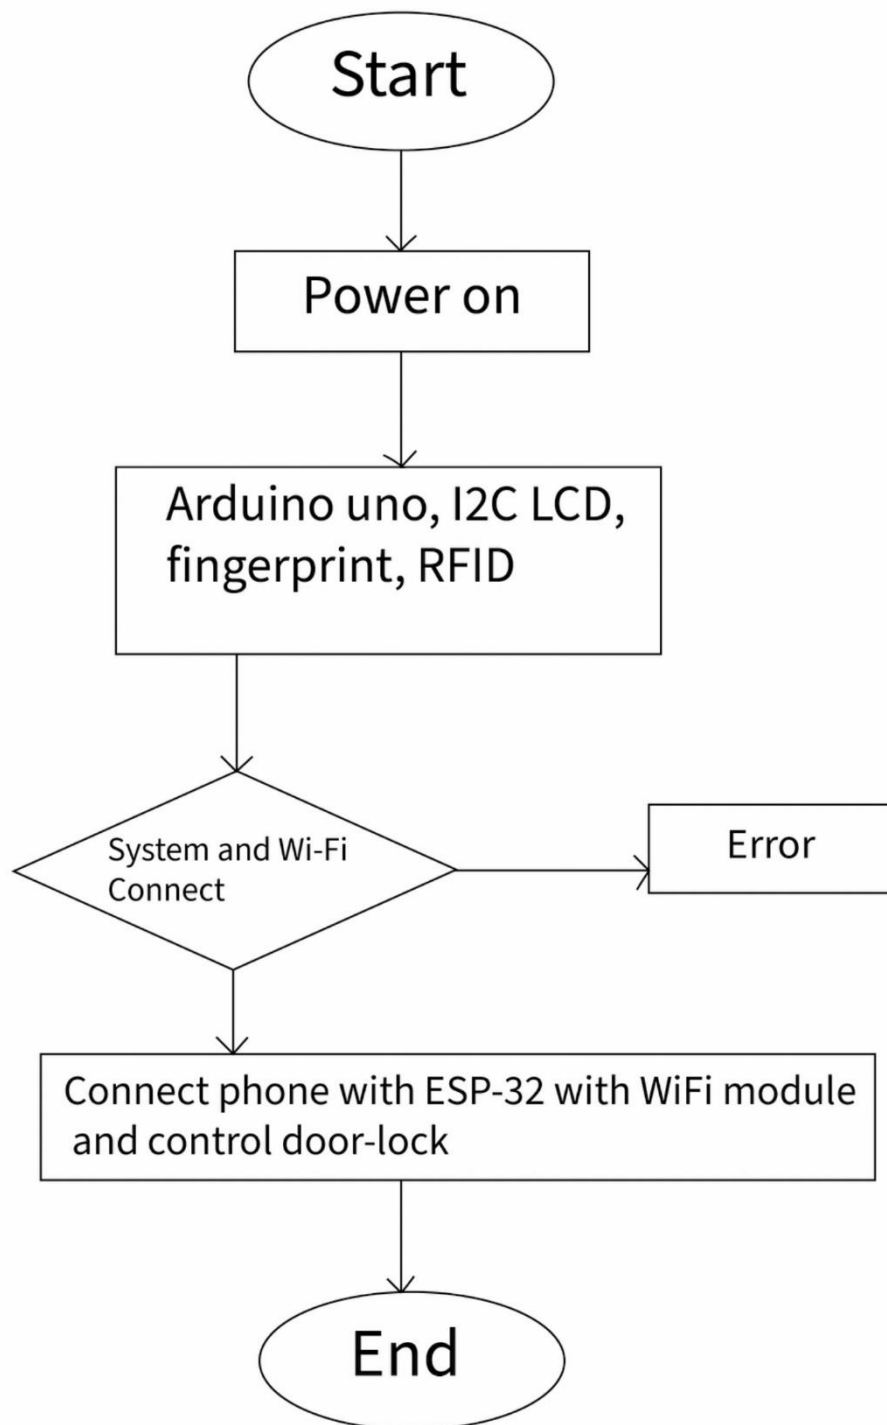 Start
Power on
Arduino uno, I2C LCD,
fingerprint, RFID
System and Wi-Fi
Connect
Error
Connect phone with ESP-32 with WiFi module
and control door-lock
End